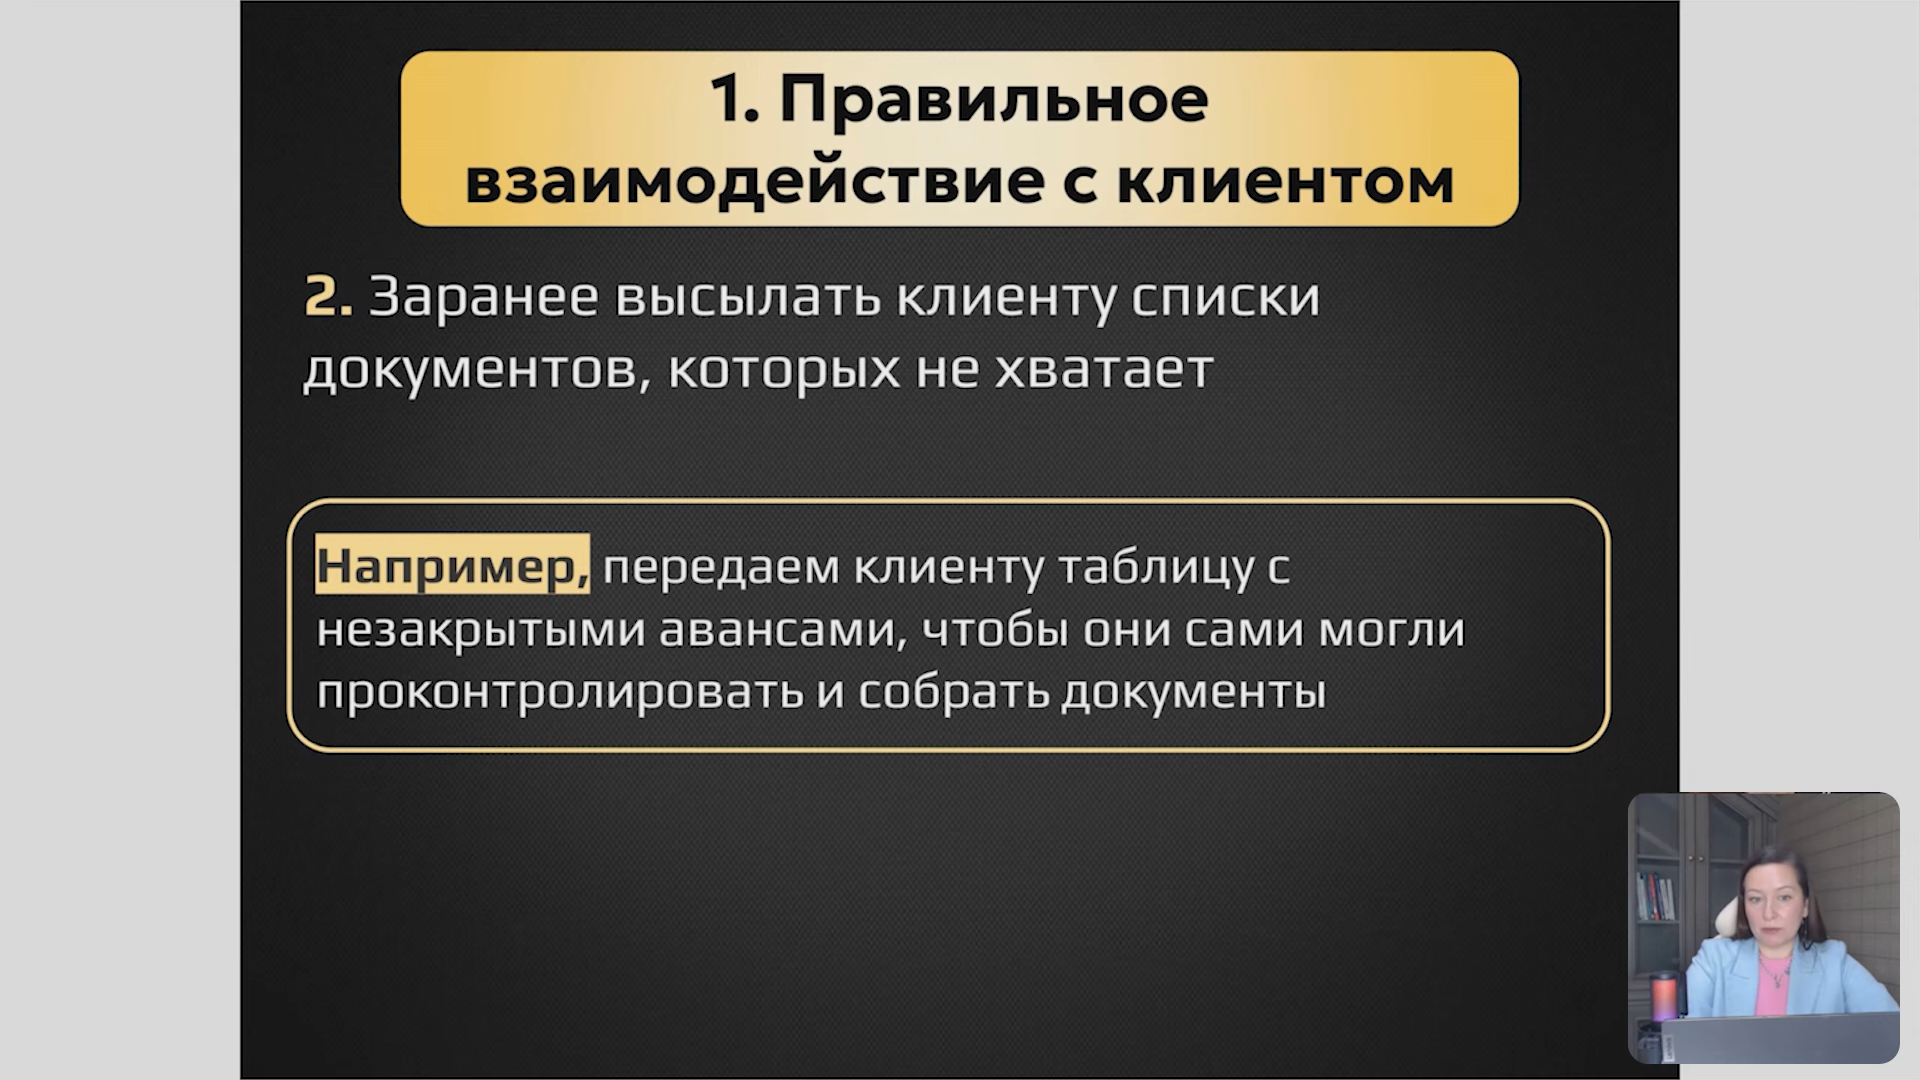 1. Правильное
взаимодействие с клиентом
2. Заранее высылать клиенту списки
документов, которых не хватает
Например, передаем клиенту таблицу с
незакрытыми авансами, чтобы они сами могли
проконтролировать и собрать документы